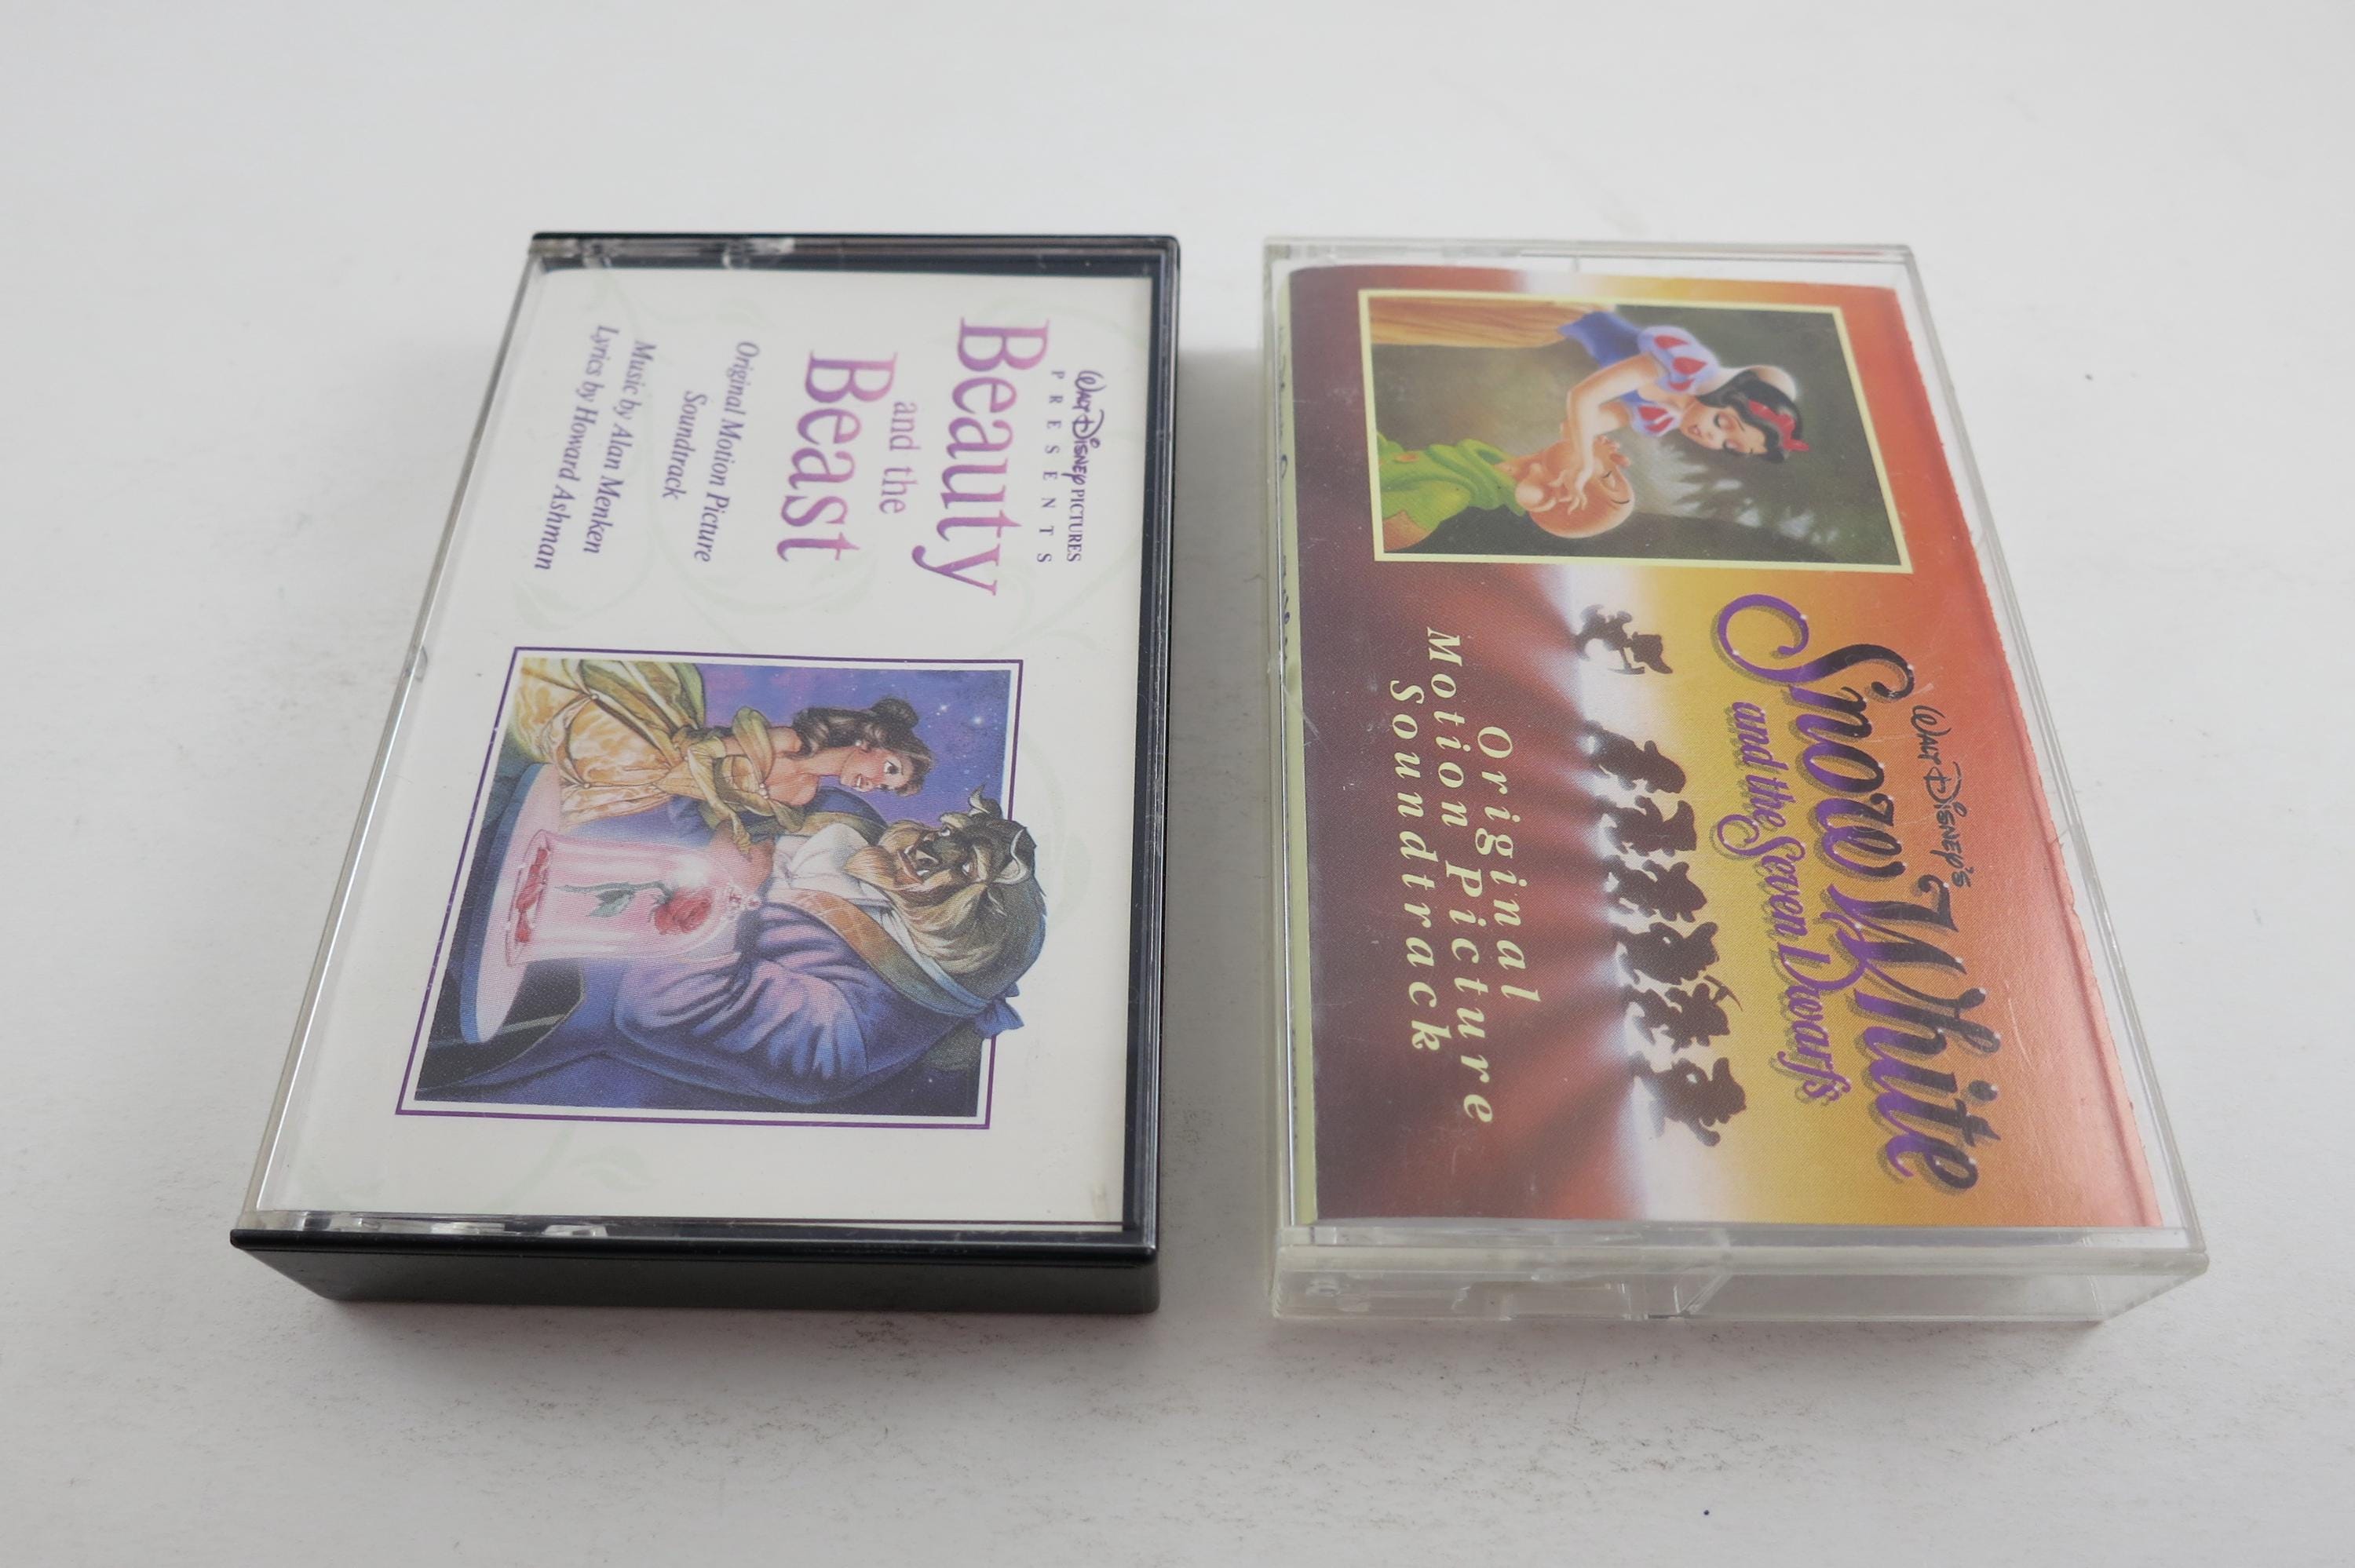 WALT DISNEY PICTURES
PRESENTS
Beauty
and the
Beast
Original Motion Picture
Soundtrack
Music by Alan Menken
Lyrics by Howard Ashman
WALT DISNEY'S
Snow White
and the Seven Dwarfs
Original
Motion Picture
Soundtrack